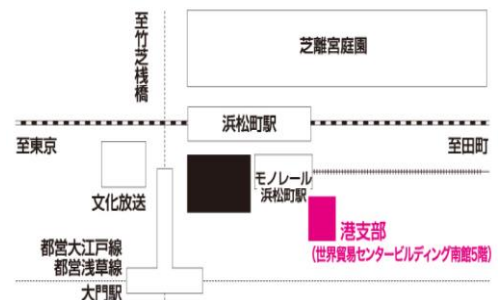 至竹芝桟橋
芝離宮庭園
浜松町駅
至東京
至田町
文化放送
モノレール
浜松町駅
港支部
(世界貿易センタービルディング南館5階)
都営大江戸線
都営浅草線
大門駅